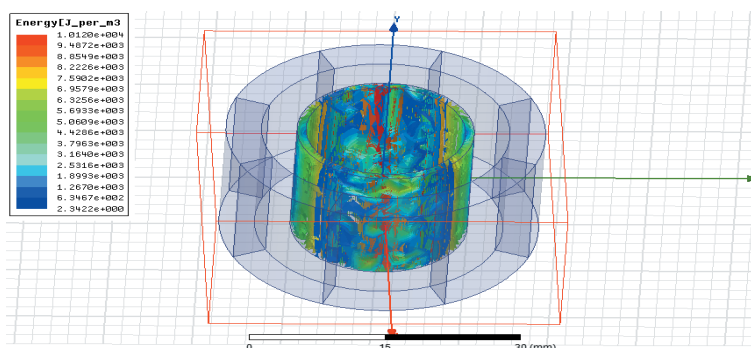 Energy[J_per_m3
1.0120e+004
9.4872e+003
8.8549e+003
8.2226e+003
7.5902e+003
6.9579e+003
6.3256e+003
5.6933e+003
5.0609e+003
4.4286e+003
3.7963e+003
3.1640e+003
2.5316e+003
1.8993e+003
1.2670e+003
6.3467e+002
2.3422e+000
Y
0
15
30 (mm)